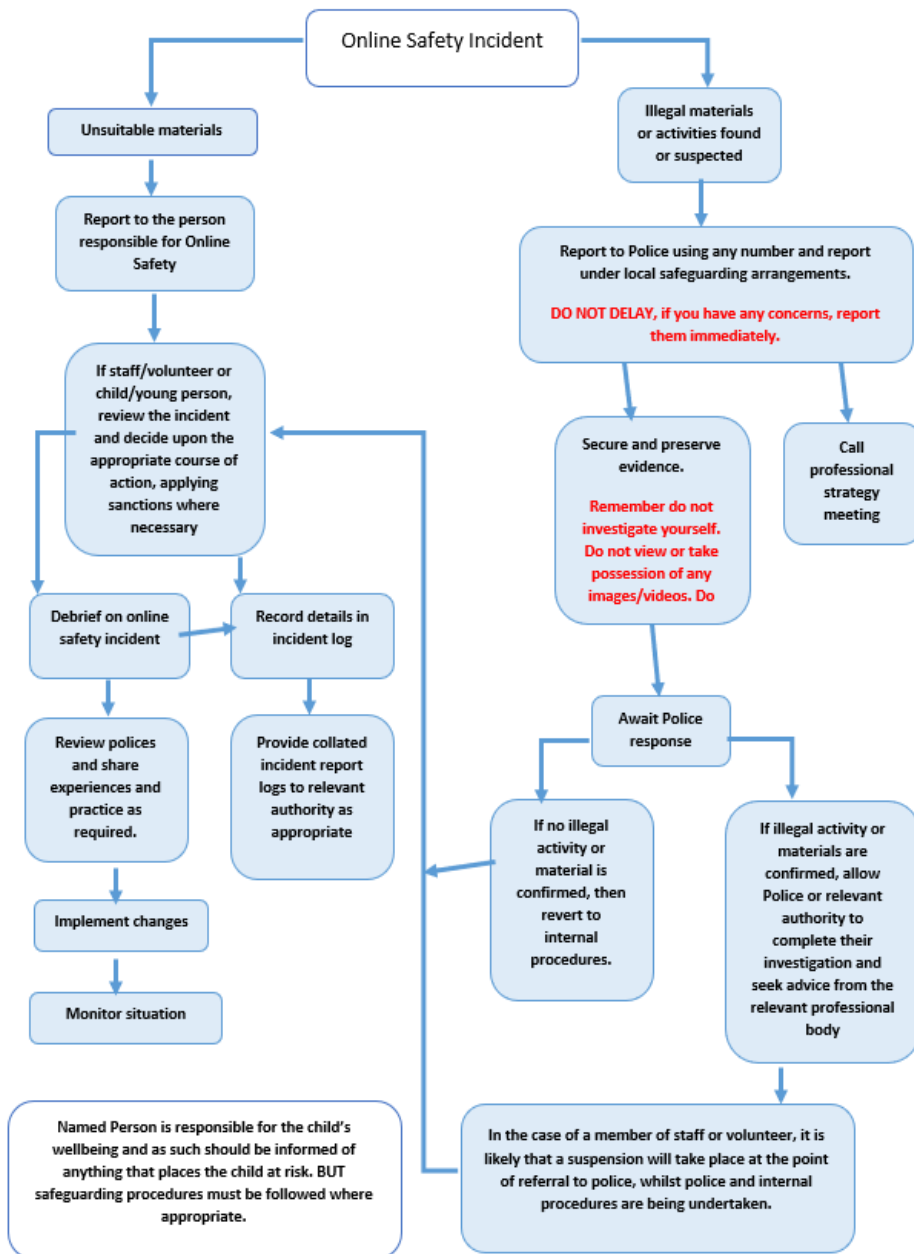 Online Safety Incident
Unsuitable materials
Report to the person
responsible for Online
Safety
If staff/volunteer or
child/young person,
review the incident
and decide upon the
appropriate course of
action, applying
sanctions where
necessary
Debrief on online
safety incident
Record details in
incident log
Review polices
and share
experiences and
practice as
required.
Provide collated
incident report
logs to relevant
authority as
appropriate
Implement changes
Monitor situation
Illegal materials
or activities found
or suspected
Report to Police using any number and report
under local safeguarding arrangements.
DO NOT DELAY, if you have any concerns, report
them immediately.
Secure and preserve
evidence.
Remember do not
investigate yourself.
Do not view or take
possession of any
images/videos. Do
Call
professional
strategy
meeting
Await Police
response
If no illegal
activity or
material is
confirmed, then
revert to
internal
procedures.
If illegal activity or
materials are
confirmed, allow
Police or relevant
authority to
complete their
investigation and
seek advice from the
relevant professional
body
In the case of a member of staff or volunteer, it is
likely that a suspension will take place at the point
of referral to police, whilst police and internal
procedures are being undertaken.
Named Person is responsible for the child’s
wellbeing and as such should be informed of
anything that places the child at risk. BUT
safeguarding procedures must be followed where
appropriate.